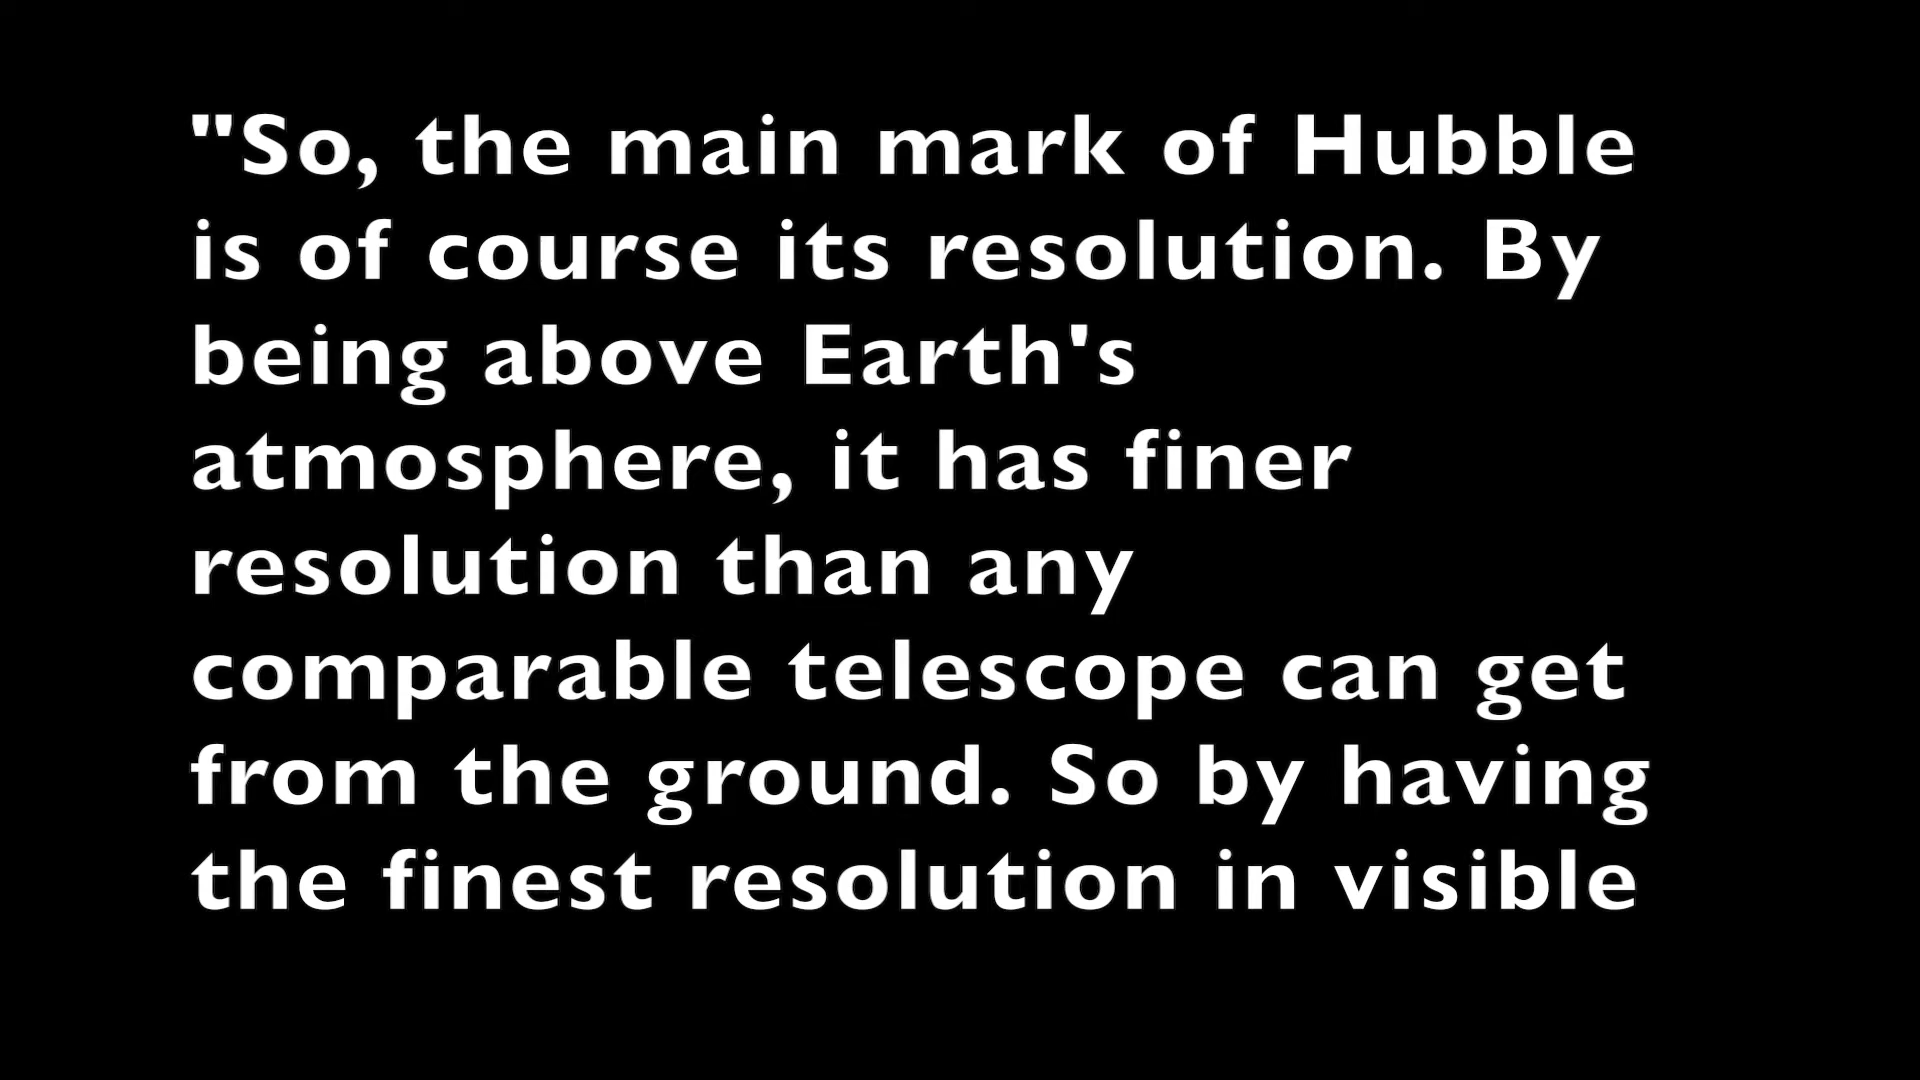 "So, the main mark of Hubble
is of course its resolution. By
being above Earth's
atmosphere, it has finer
resolution than any
comparable telescope can get
from the ground. So by having
the finest resolution in visible